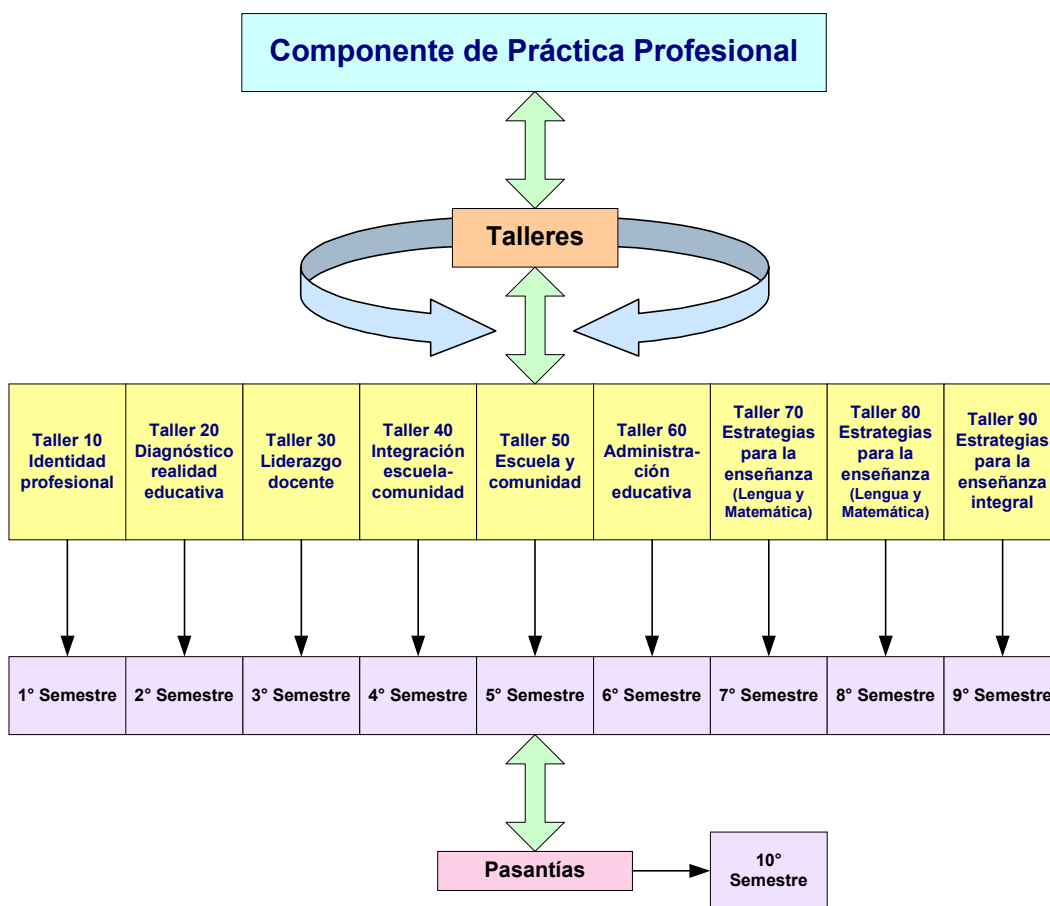 Componente de Práctica Profesional
Talleres
Taller 10
Identidad
profesional
Taller 20
Diagnóstico
realidad
educativa
Taller 30
Liderazgo
docente
Taller 40
Integración
escuela-
comunidad
Taller 50
Escuela y
comunidad
Taller 60
Administra-
ción
educativa
Taller 70
Estrategias
para la
enseñanza
(Lengua y
Matemática)
Taller 80
Estrategias
para la
enseñanza
(Lengua y
Matemática)
Taller 90
Estrategias
para la
enseñanza
integral
1° Semestre
2° Semestre
3° Semestre
4° Semestre
5° Semestre
6° Semestre
7° Semestre
8° Semestre
9° Semestre
Pasantías
10°
Semestre